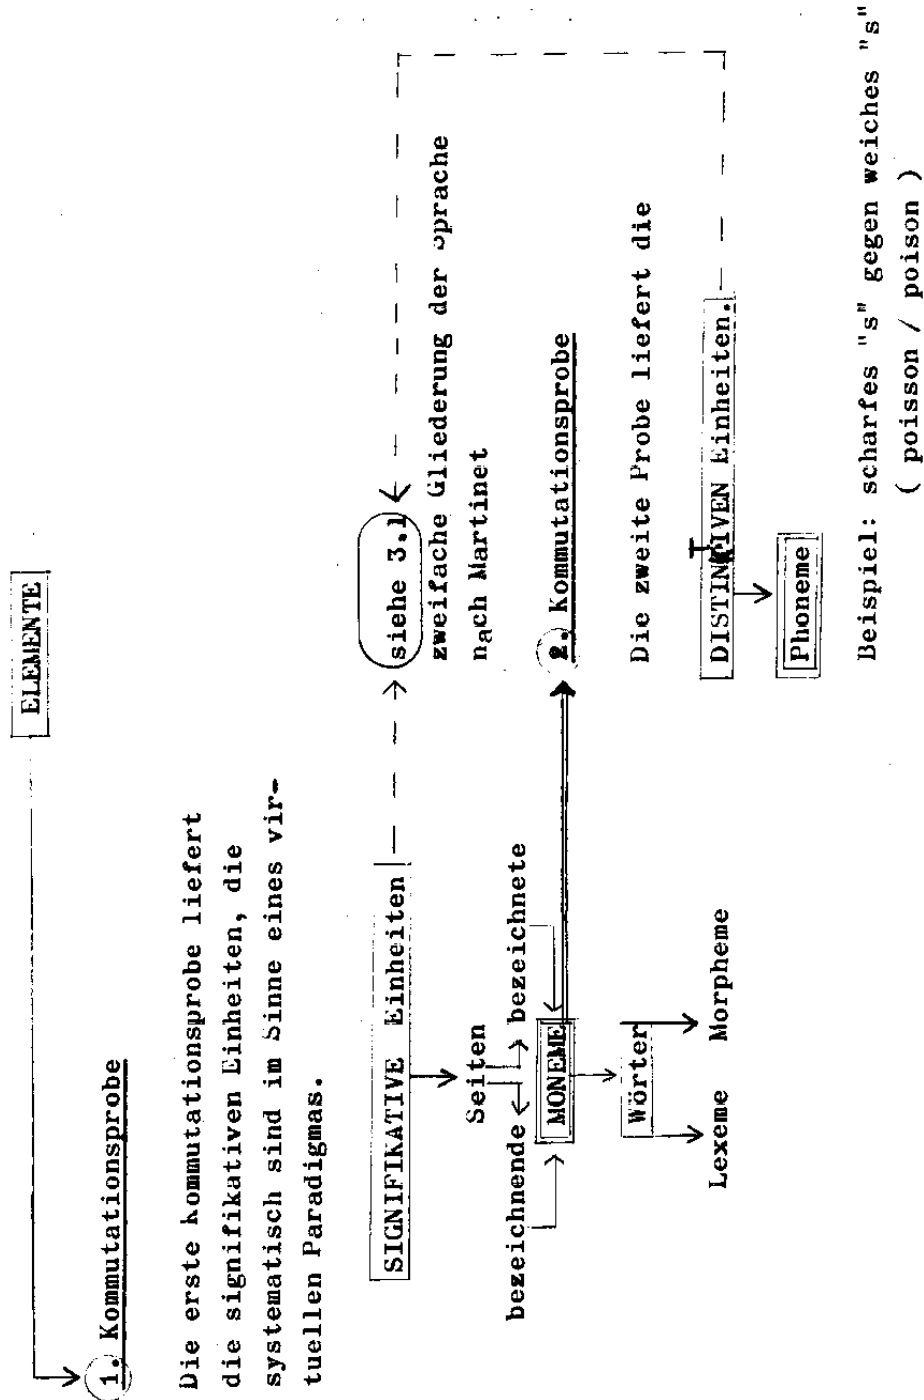 ELEMENTE
1. Kommutationsprobe
Die erste Kommutationsprobe liefert
die signifikativen Einheiten, die
systematisch sind im Sinne eines vir-
tuellen Paradigmas.
SIGNIFIKATIVE Einheiten
Seiten
bezeichnende bezeichnete
MONEME
Wörter
Lexeme Morpheme
siehe 3.1
zweifache Gliederung der Sprache
nach Martinet
2. Kommutationsprobe
Die zweite Probe liefert die
DISTINKTIVEN Einheiten.
Phoneme
Beispiel: scharfes "s" gegen weiches "s"
( poisson / poison )